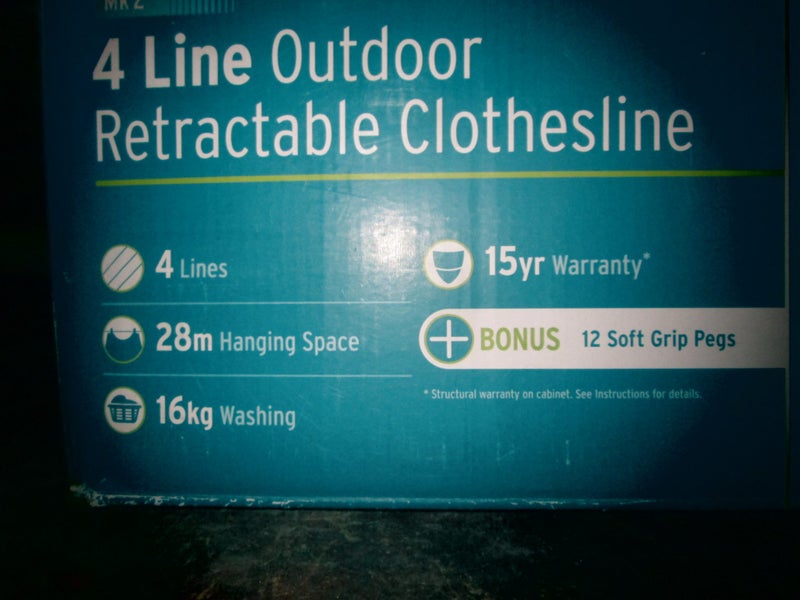 MK2
4 Line Outdoor
Retractable Clothesline
4 Lines
28m Hanging Space
16kg Washing
15yr Warranty*
BONUS 12 Soft Grip Pegs
* Structural warranty on cabinet. See Instructions for details.